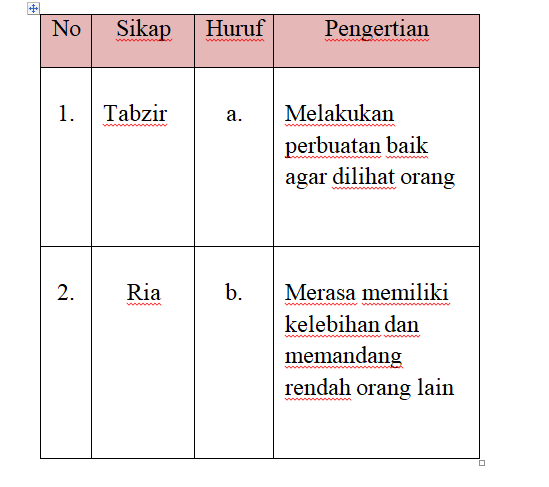 No Sikap Huruf Pengertian
1. Tabzir a. Melakukan
perbuatan baik
agar dilihat orang
2. Ria b. Merasa memiliki
kelebihan dan
memandang
rendah orang lain